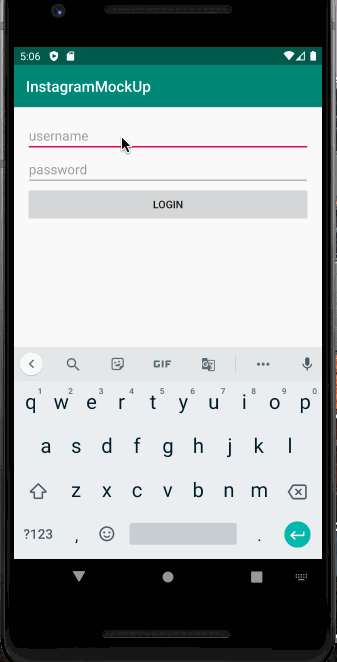 5:06
InstagramMockUp
username
password
LOGIN
GIF
1 2 3 4 5 6 7 8 9 0
q w e r t y u i o p
a s d f g h j k l
z x c v b n m
?123 , .